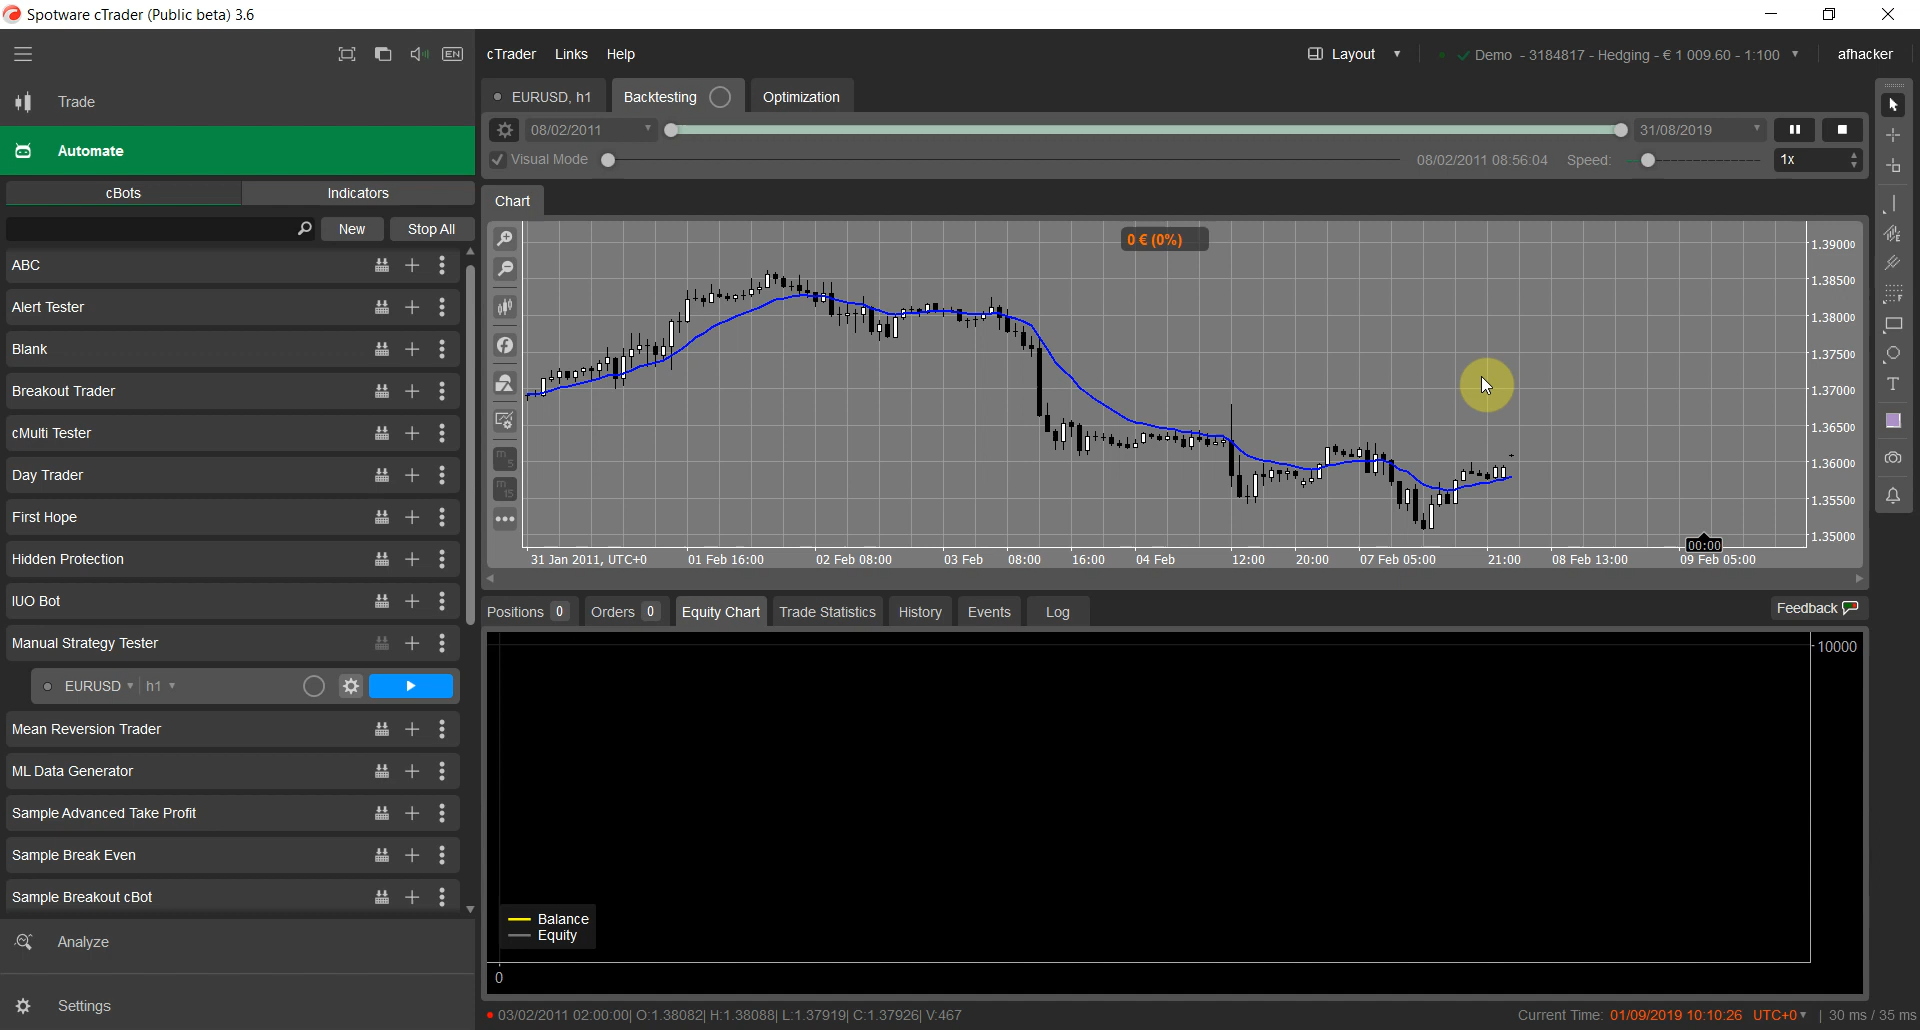 Spotware cTrader (Public beta) 3.6
EN
cTrader Links Help
Layout
Demo - 3184817 - Hedging - € 1 009.60 - 1:100
afhacker
Trade
Automate
cBots Indicators
New Stop All
ABC
Alert Tester
Blank
Breakout Trader
cMulti Tester
Day Trader
First Hope
Hidden Protection
IUO Bot
Manual Strategy Tester
EURUSD h1
Mean Reversion Trader
ML Data Generator
Sample Advanced Take Profit
Sample Break Even
Sample Breakout cBot
Analyze
Settings
EURUSD, h1 Backtesting Optimization
08/02/2011 31/08/2019
Visual Mode 08/02/2011 08:56:04 Speed: 1x
Chart
0 € (0%)
1.39000
1.38500
1.38000
1.37500
1.37000
1.36500
1.36000
1.35500
1.35000
m5
m15
00:00
31 Jan 2011, UTC+0 01 Feb 16:00 02 Feb 08:00 03 Feb 08:00 16:00 04 Feb 12:00 20:00 07 Feb 05:00 21:00 08 Feb 13:00 09 Feb 05:00
Positions 0 Orders 0 Equity Chart Trade Statistics History Events Log
Feedback
10000
Balance
Equity
0
03/02/2011 02:00:00| O:1.38082| H:1.38088| L:1.37919| C:1.37926| V:467
Current Time: 01/09/2019 10:10:26 UTC+0 | 30 ms / 35 ms
T